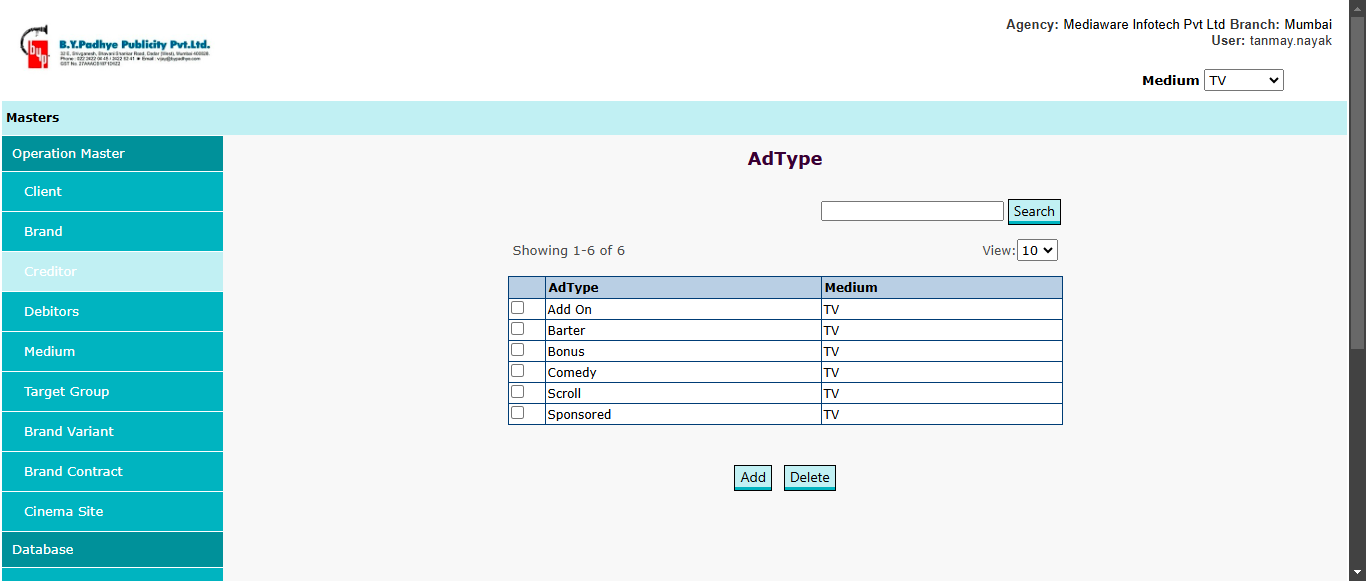 Agency: Mediaware Infotech Pvt Ltd Branch: Mumbai
User: tanmay.nayak
byp
B.Y.Padhye Publicity Pvt.Ltd.
Medium TV
Masters
Operation Master
Client
Brand
Creditor
Debitors
Medium
Target Group
Brand Variant
Brand Contract
Cinema Site
Database
AdType
Search
Showing 1-6 of 6 View: 10
AdType Medium
Add On TV
Barter TV
Bonus TV
Comedy TV
Scroll TV
Sponsored TV
Add Delete